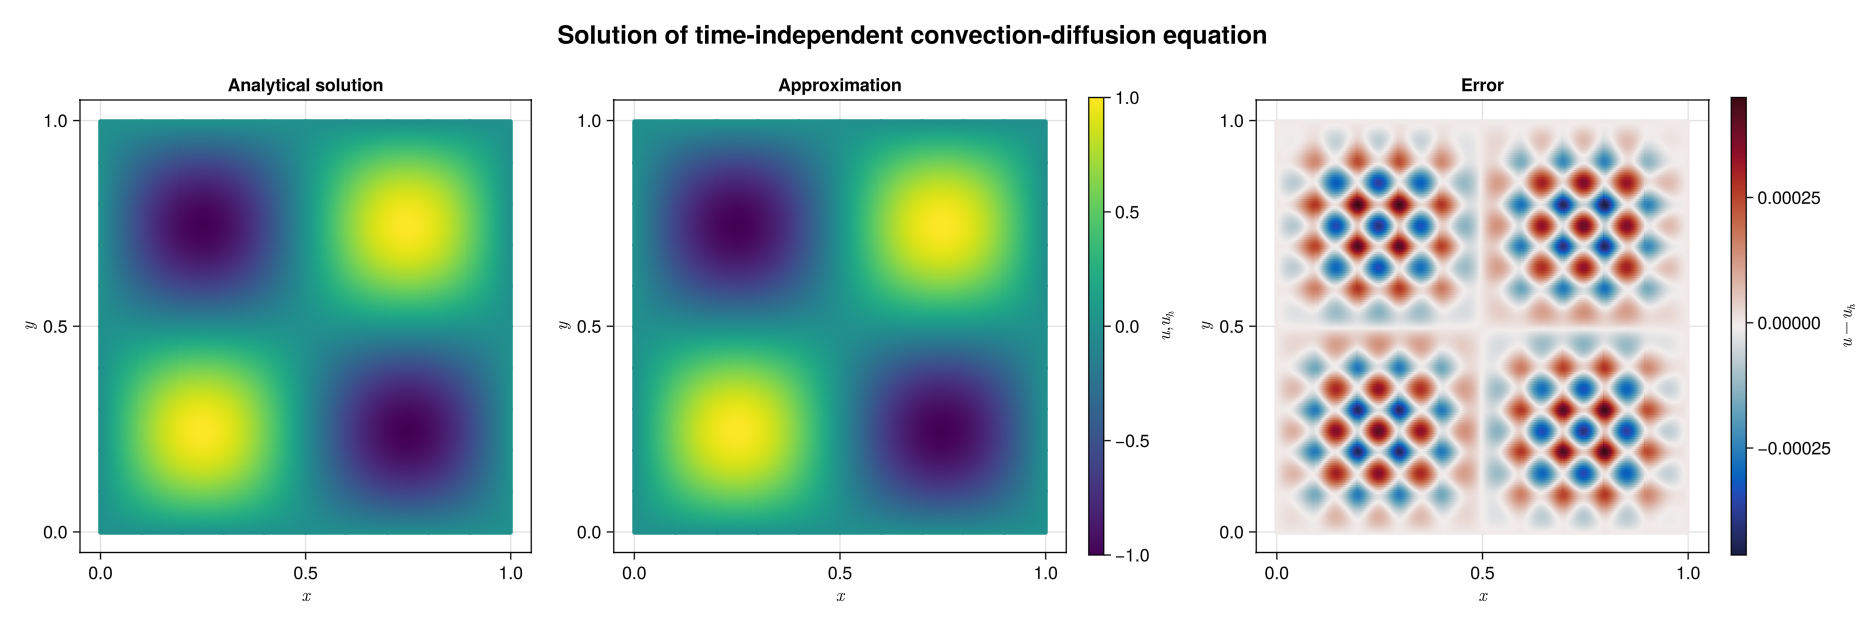 Solution of time-independent convection-diffusion equation
Analytical solution
1.0
0.5
0.0
y
0.0
0.5
1.0
x
Approximation
1.0
0.5
0.0
y
0.0
0.5
1.0
x
1.0
0.5
0.0
−0.5
−1.0
u, u_h
Error
1.0
0.5
0.0
y
0.0
0.5
1.0
x
0.00025
0.00000
−0.00025
u − u_h